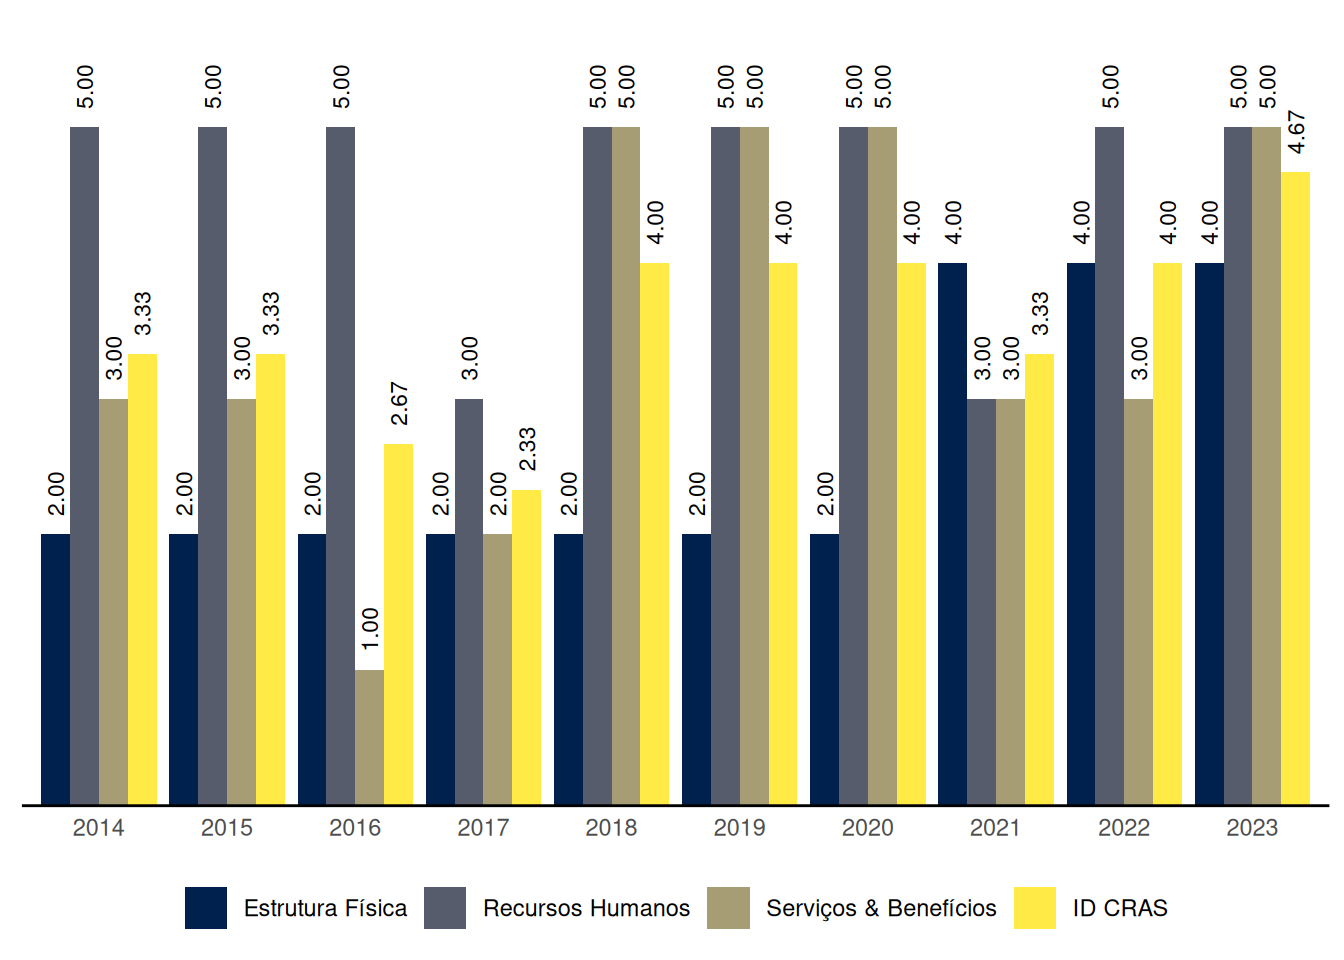 2.00 5.00 3.00 3.33 2.00 5.00 3.00 3.33 2.00 5.00 1.00 2.67 2.00 3.00 2.00 2.33 2.00 5.00 5.00 4.00 2.00 5.00 5.00 4.00 2.00 5.00 5.00 4.00 4.00 3.00 3.00 3.33 4.00 5.00 3.00 4.00 4.00 5.00 5.00 4.67
2014 2015 2016 2017 2018 2019 2020 2021 2022 2023
Estrutura Física Recursos Humanos Serviços & Benefícios ID CRAS